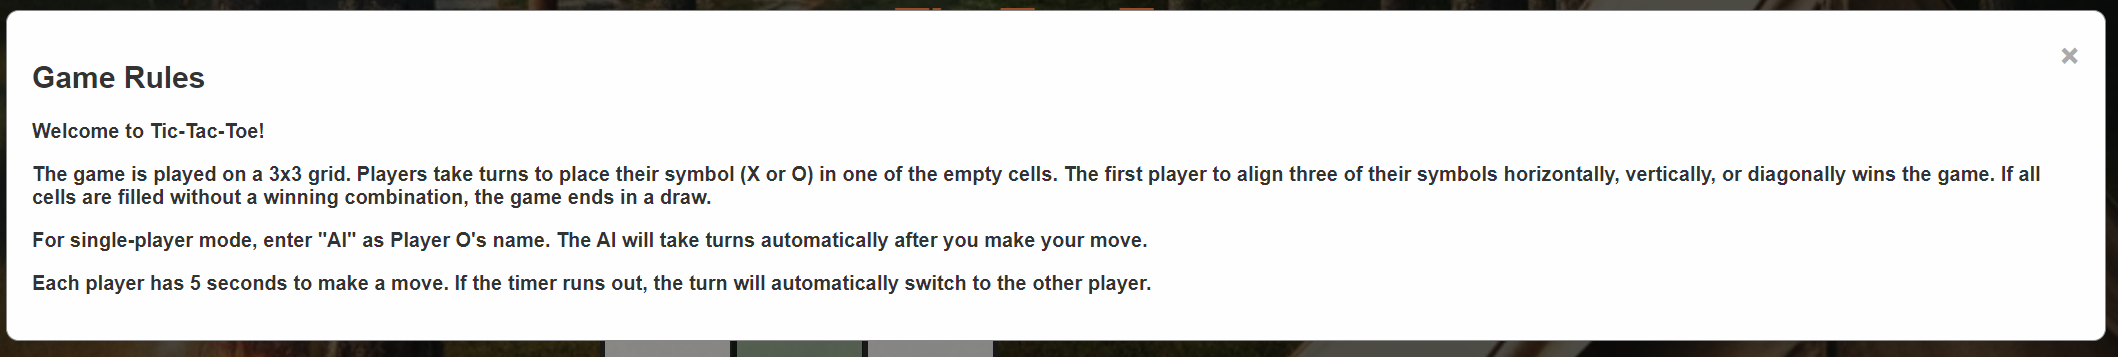 ×
Game Rules
Welcome to Tic-Tac-Toe!
The game is played on a 3x3 grid. Players take turns to place their symbol (X or O) in one of the empty cells. The first player to align three of their symbols horizontally, vertically, or diagonally wins the game. If all
cells are filled without a winning combination, the game ends in a draw.
For single-player mode, enter "AI" as Player O's name. The AI will take turns automatically after you make your move.
Each player has 5 seconds to make a move. If the timer runs out, the turn will automatically switch to the other player.